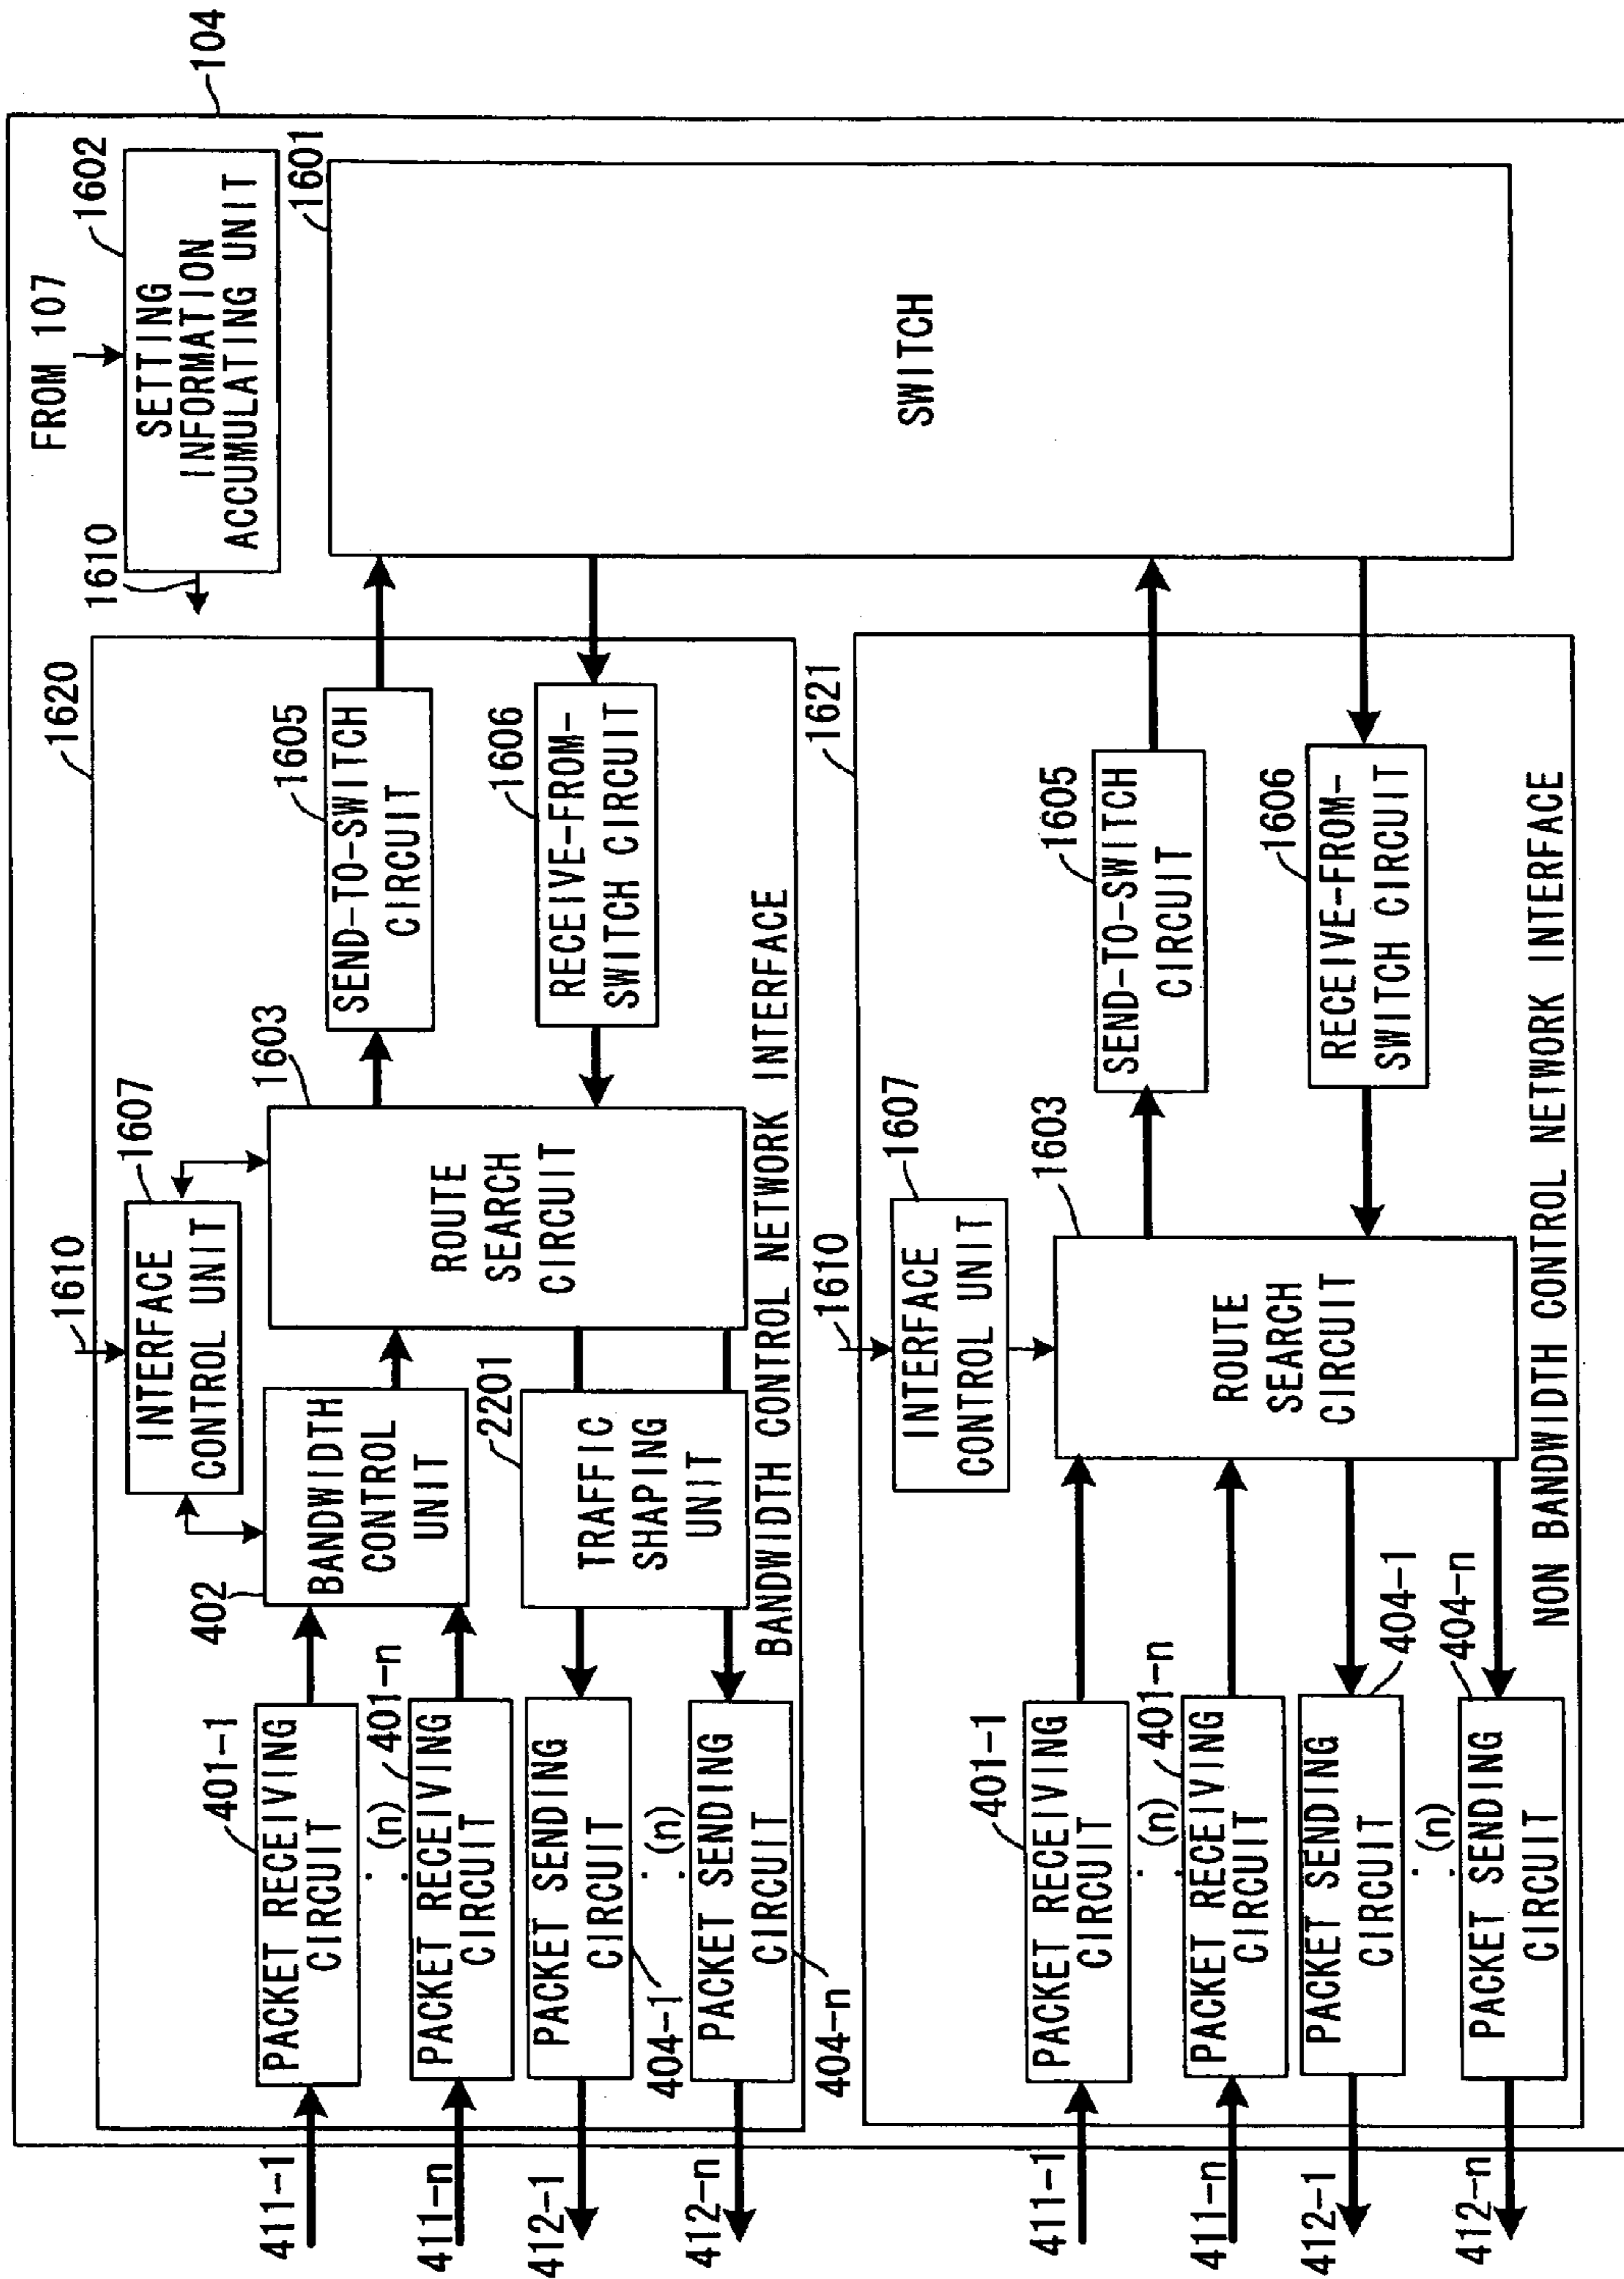 104
FROM 107
1602
SETTING
INFORMATION
ACCUMULATING UNIT
1610
1601
SWITCH
1620
1610
1607
INTERFACE
CONTROL UNIT
1603
ROUTE
SEARCH
CIRCUIT
1605
SEND-TO-SWITCH
CIRCUIT
1606
RECEIVE-FROM-
SWITCH CIRCUIT
402
BANDWIDTH
CONTROL
UNIT
2201
TRAFFIC
SHAPING
UNIT
411-1
401-1
PACKET RECEIVING
CIRCUIT
(n)
411-n
401-n
PACKET RECEIVING
CIRCUIT
412-1
PACKET SENDING
CIRCUIT
404-1
(n)
412-n
PACKET SENDING
CIRCUIT
404-n
BANDWIDTH CONTROL NETWORK INTERFACE
1621
1610
1607
INTERFACE
CONTROL UNIT
1603
ROUTE
SEARCH
CIRCUIT
1605
SEND-TO-SWITCH
CIRCUIT
1606
RECEIVE-FROM-
SWITCH CIRCUIT
411-1
401-1
PACKET RECEIVING
CIRCUIT
(n)
411-n
401-n
PACKET RECEIVING
CIRCUIT
412-1
PACKET SENDING
CIRCUIT
404-1
(n)
412-n
PACKET SENDING
CIRCUIT
404-n
NON BANDWIDTH CONTROL NETWORK INTERFACE